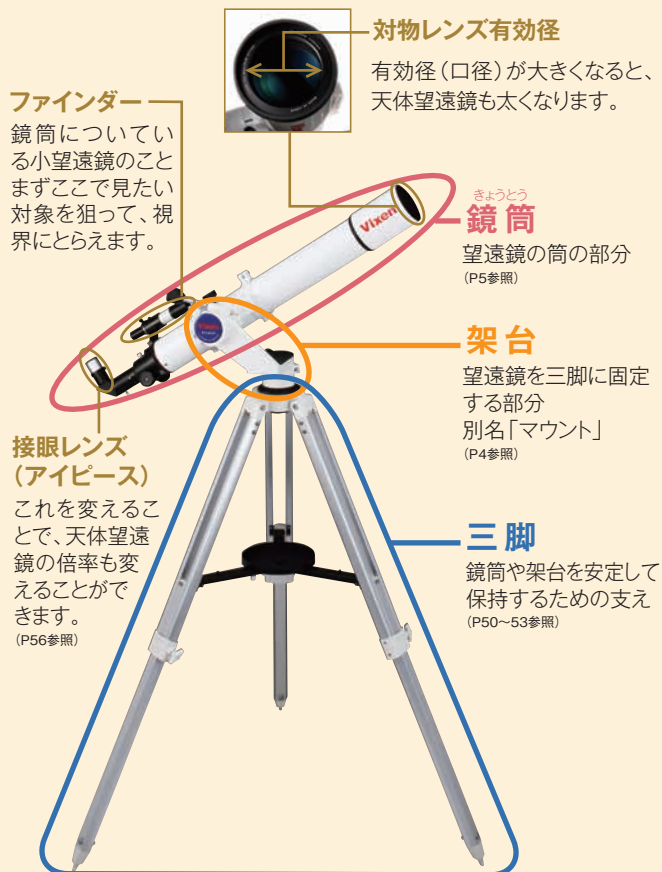 対物レンズ有効径
有効径（口径）が大きくなると、
天体望遠鏡も太くなります。
ファインダー
鏡筒についてい
る小望遠鏡のこと
まずここで見たい
対象を狙って、視
界にとらえます。
Vixen
きょうとう
鏡筒
望遠鏡の筒の部分
(P5参照)
Vixen
架台
望遠鏡を三脚に固定
する部分
別名「マウント」
(P4参照)
接眼レンズ
（アイピース）
これを変えるこ
とで、天体望遠
鏡の倍率も変
えることがで
きます。
(P56参照)
三脚
鏡筒や架台を安定して
保持するための支え
(P50〜53参照)